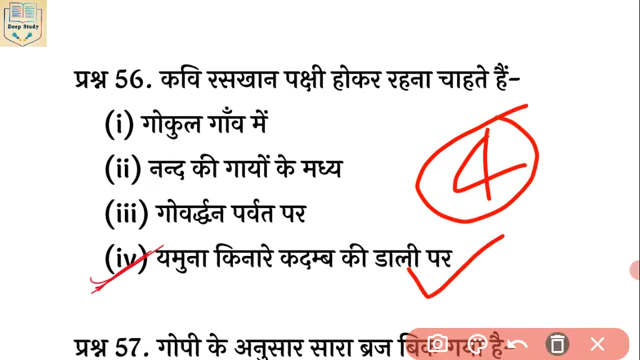 Deep Study
प्रश्न 56. कवि रसखान पक्षी होकर रहना चाहते हैं-
(i) गोकुल गाँव में
(ii) नन्द की गायों के मध्य
(iii) गोवर्द्धन पर्वत पर
(iv) यमुना किनारे कदम्ब की डाली पर
4
प्रश्न 57. गोपी के अनुसार सारा ब्रज बिक गया है-